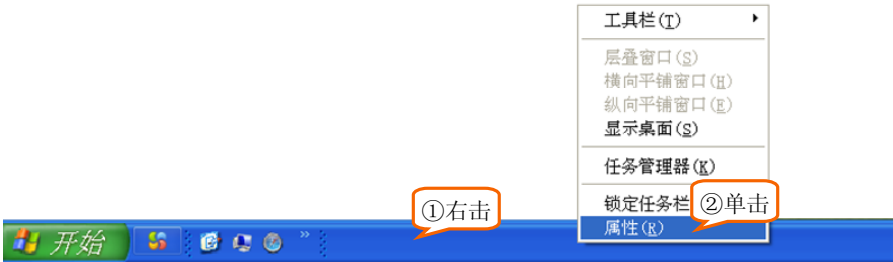 工具栏(T)
层叠窗口(S)
横向平铺窗口(H)
纵向平铺窗口(E)
显示桌面(S)
任务管理器(K)
锁定任务栏
②单击
属性(R)
①右击
开始
»